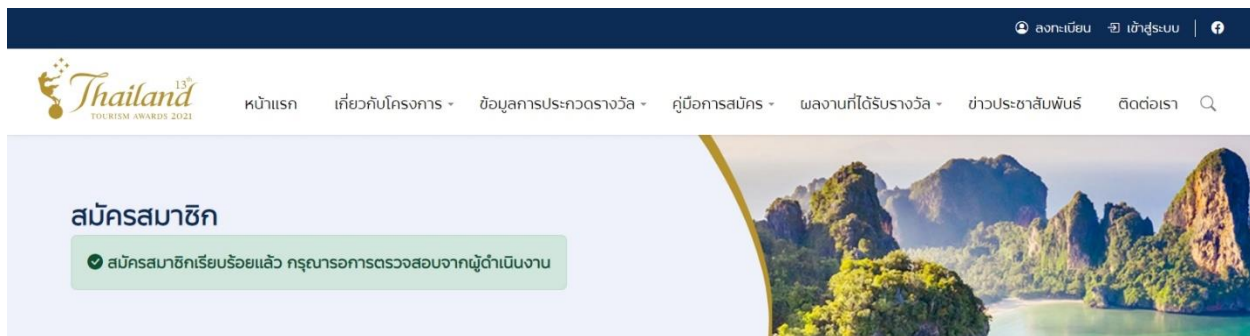 ลงทะเบียน เข้าสู่ระบบ
13th
Thailand
TOURISM AWARDS 2021
หน้าแรก เกี่ยวกับโครงการ ข้อมูลการประกวดรางวัล คู่มือการสมัคร ผลงานที่ได้รับรางวัล ข่าวประชาสัมพันธ์ ติดต่อเรา
สมัครสมาชิก
สมัครสมาชิกเรียบร้อยแล้ว กรุณารอการตรวจสอบจากผู้ดำเนินงาน